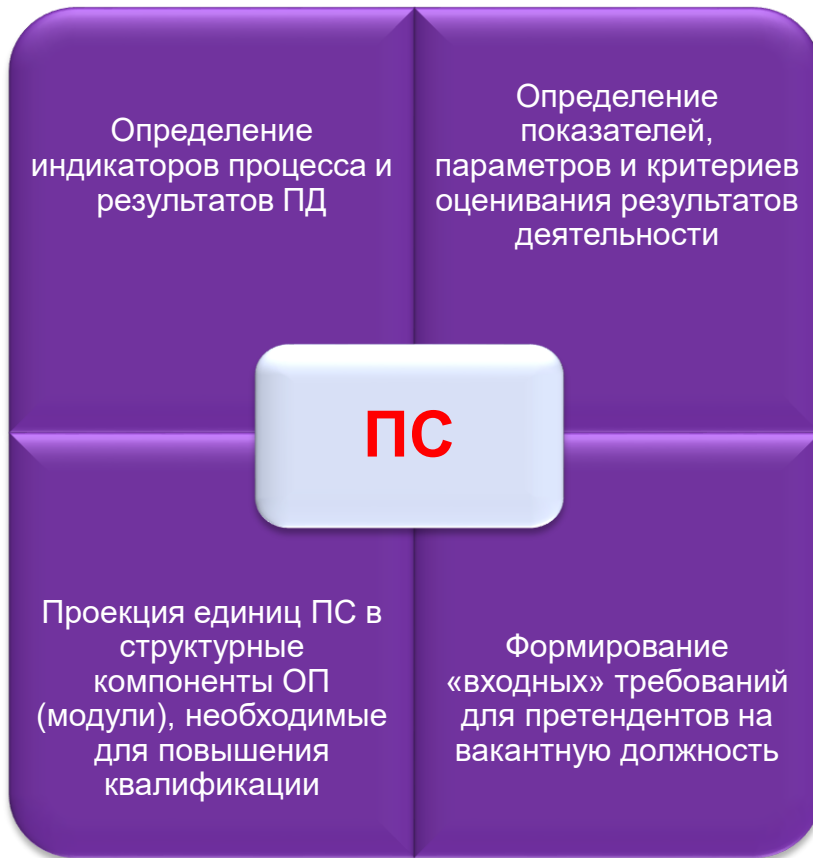 Определение
индикаторов процесса и
результатов ПД
Определение
показателей,
параметров и критериев
оценивания результатов
деятельности
ПС
Проекция единиц ПС в
структурные
компоненты ОП
(модули), необходимые
для повышения
квалификации
Формирование
«входных» требований
для претендентов на
вакантную должность